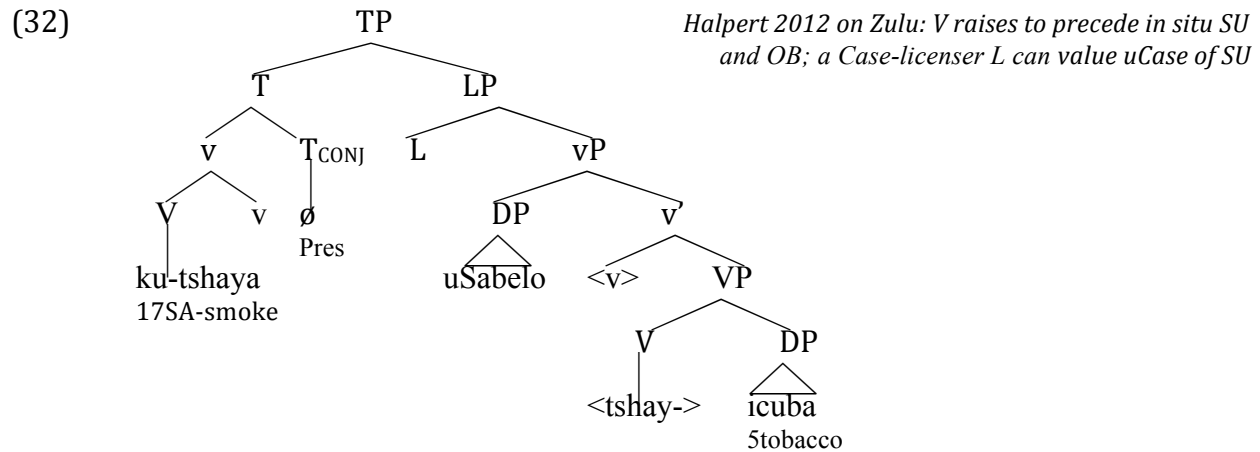 (32) TP Halpert 2012 on Zulu: V raises to precede in situ SU
and OB; a Case-licenser L can value uCase of SU
T LP
v T CONJ L vP
V v ø DP v'
Pres
ku-tshaya uSabelo <v> VP
17SA-smoke
V DP
<tshay-> icuba
5tobacco